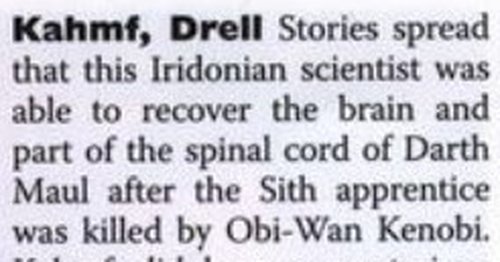 Kahmf, Drell Stories spread
that this Iridonian scientist was
able to recover the brain and
part of the spinal cord of Darth
Maul after the Sith apprentice
was killed by Obi-Wan Kenobi.